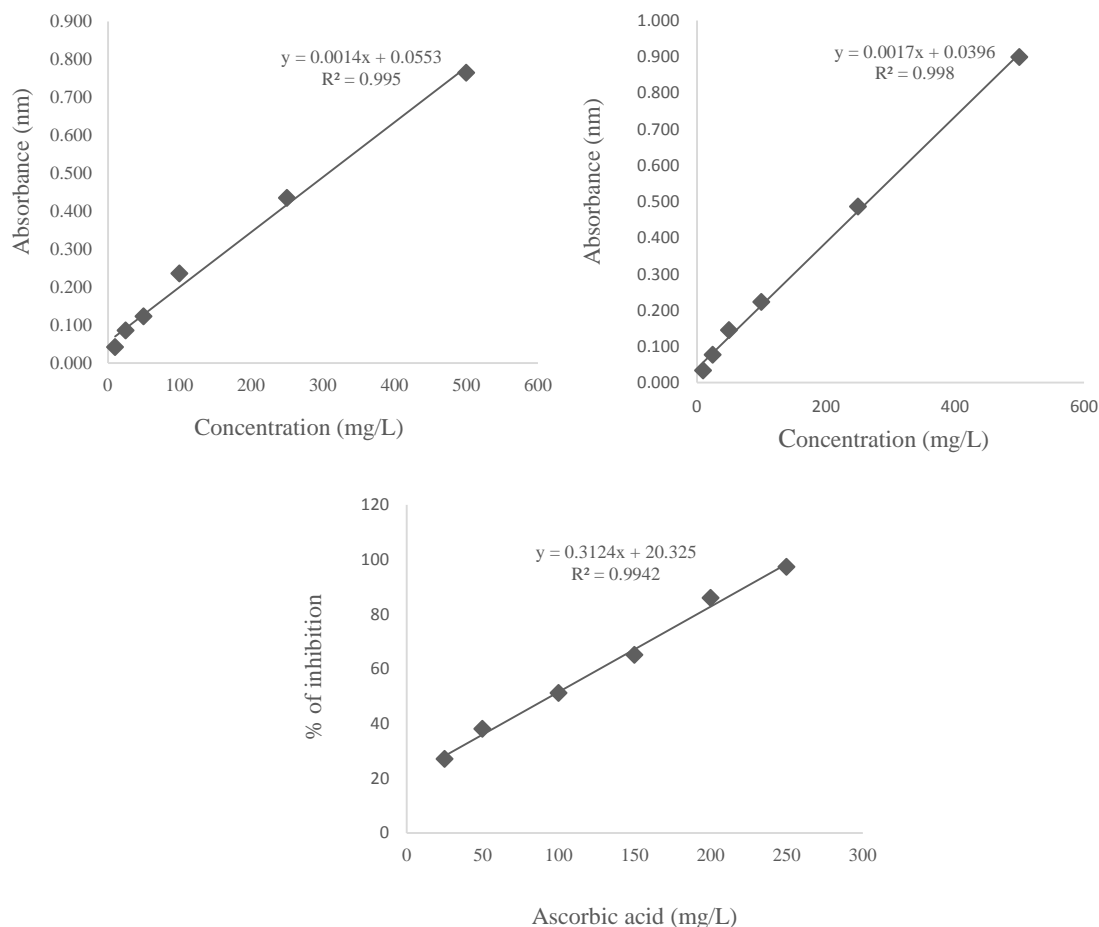 0.900
0.800
0.700
0.600
0.500
0.400
0.300
0.200
0.100
0.000
0 100 200 300 400 500 600
Absorbance (nm)
Concentration (mg/L)
y = 0.0014x + 0.0553
R² = 0.995
1.000
0.900
0.800
0.700
0.600
0.500
0.400
0.300
0.200
0.100
0.000
0 200 400 600
Absorbance (nm)
Concentration (mg/L)
y = 0.0017x + 0.0396
R² = 0.998
120
100
80
60
40
20
0
0 50 100 150 200 250 300
% of inhibition
Ascorbic acid (mg/L)
y = 0.3124x + 20.325
R² = 0.9942